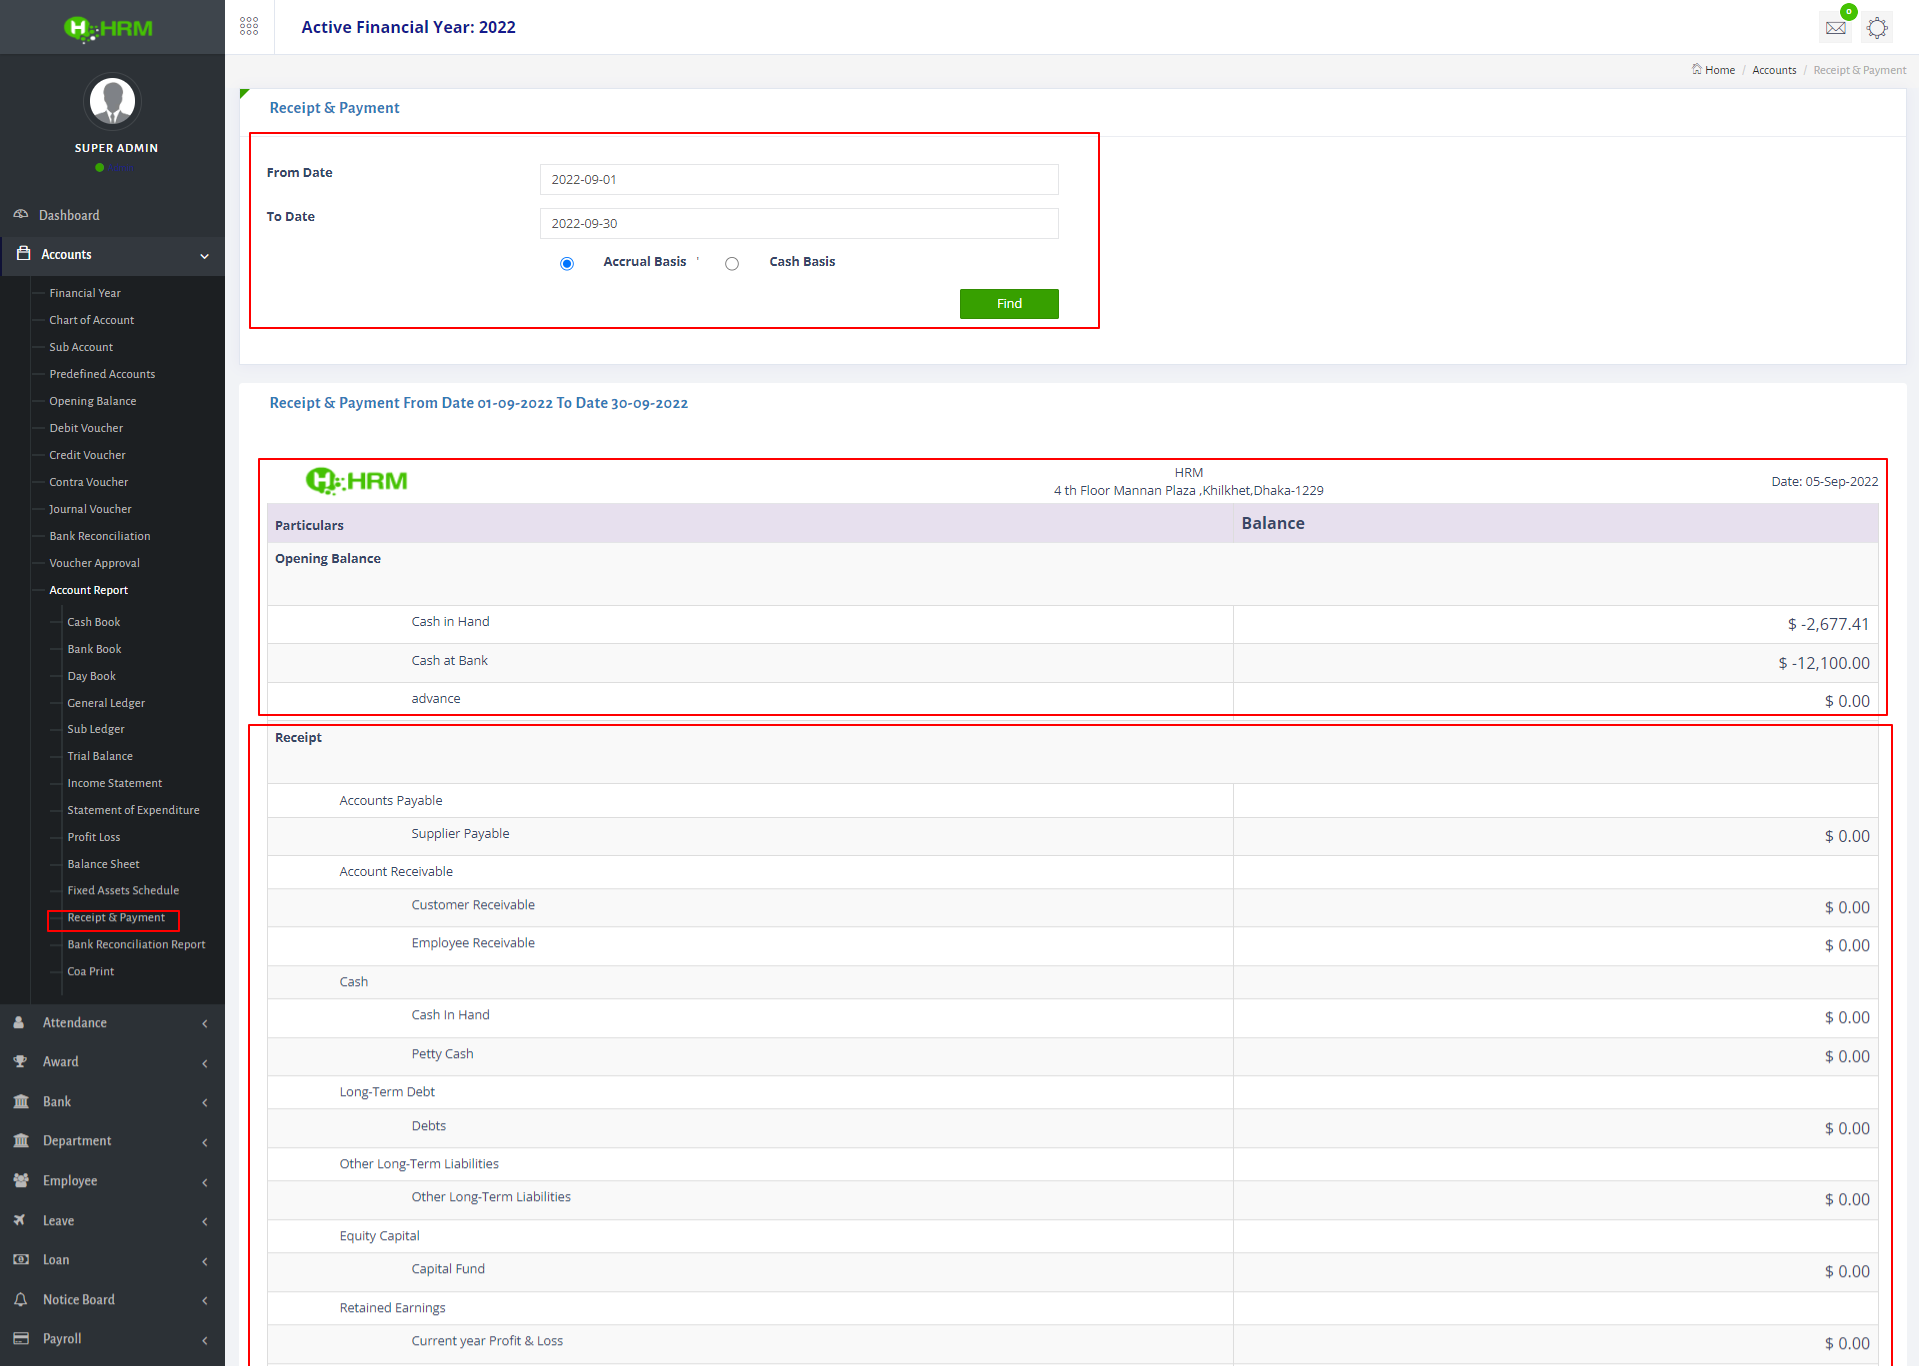 HRM
Active Financial Year: 2022
0
Home / Accounts / Receipt & Payment
SUPER ADMIN
Dashboard
Accounts
Financial Year
Chart of Account
Sub Account
Predefined Accounts
Opening Balance
Debit Voucher
Credit Voucher
Contra Voucher
Journal Voucher
Bank Reconciliation
Voucher Approval
Account Report
Cash Book
Bank Book
Day Book
General Ledger
Sub Ledger
Trial Balance
Income Statement
Statement of Expenditure
Profit Loss
Balance Sheet
Fixed Assets Schedule
Receipt & Payment
Bank Reconciliation Report
Coa Print
Attendance
Award
Bank
Department
Employee
Leave
Loan
Notice Board
Payroll
Receipt & Payment
From Date 2022-09-01
To Date 2022-09-30
Accrual Basis ' Cash Basis
Find
Receipt & Payment From Date 01-09-2022 To Date 30-09-2022
HRM
HRM
4 th Floor Mannan Plaza ,Khilkhet,Dhaka-1229
Date: 05-Sep-2022
Particulars Balance
Opening Balance
Cash in Hand $ -2,677.41
Cash at Bank $ -12,100.00
advance $ 0.00
Receipt
Accounts Payable
Supplier Payable $ 0.00
Account Receivable
Customer Receivable $ 0.00
Employee Receivable $ 0.00
Cash
Cash In Hand $ 0.00
Petty Cash $ 0.00
Long-Term Debt
Debts $ 0.00
Other Long-Term Liabilities
Other Long-Term Liabilities $ 0.00
Equity Capital
Capital Fund $ 0.00
Retained Earnings
Current year Profit & Loss $ 0.00